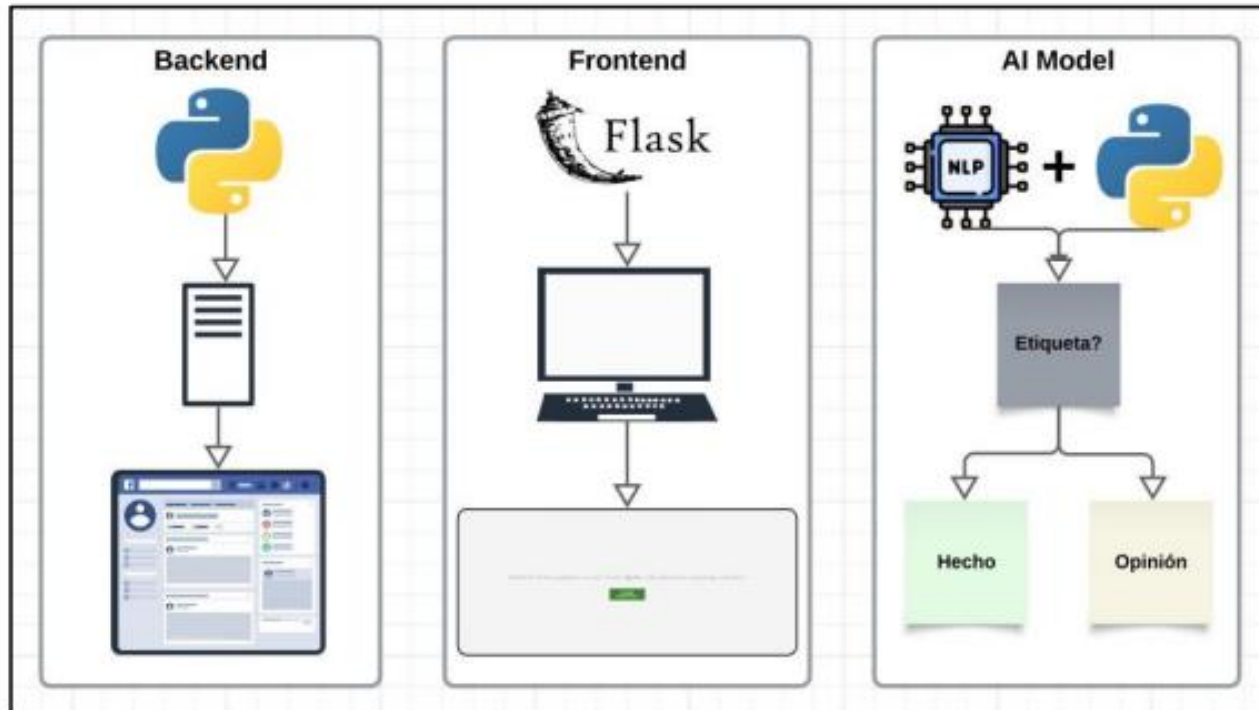 Backend
Frontend
AI Model
Flask
NLP
Etiqueta?
Hecho
Opinión